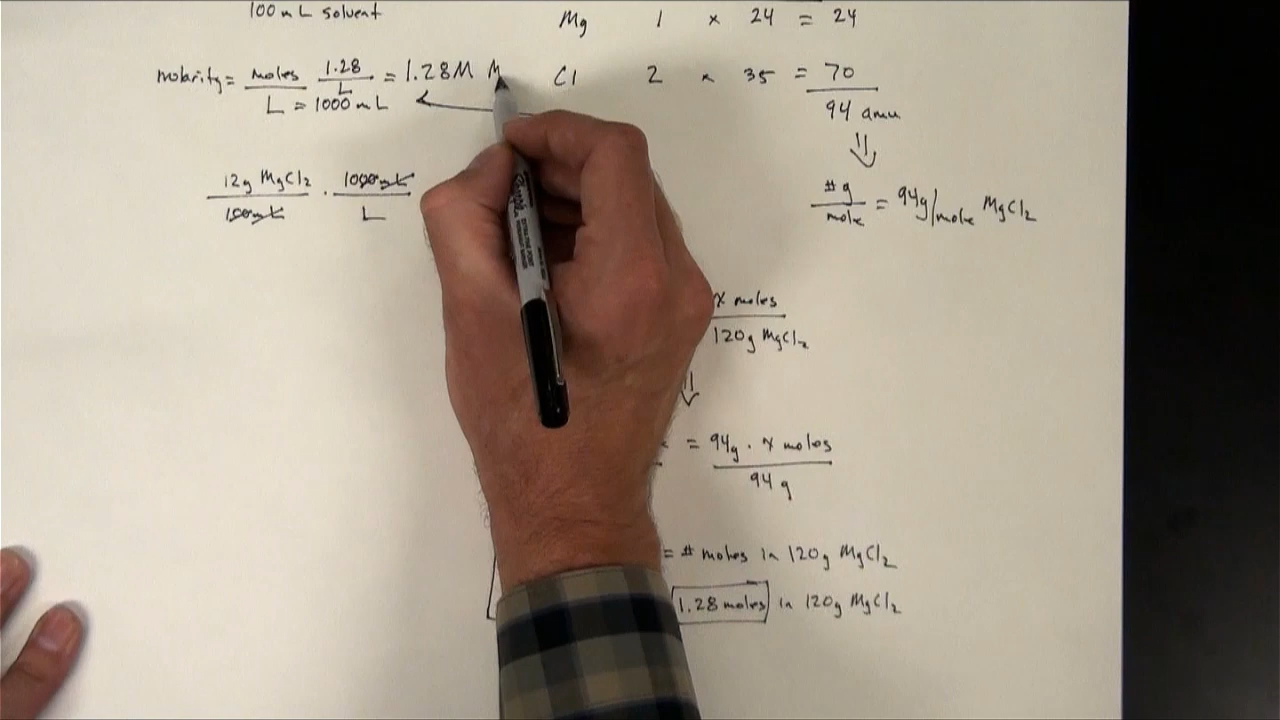 100 mL solvent
Mg 1 × 24 = 24
molarity = moles 1.28 = 1.28M M
L = 1000 mL L
Cl 2 × 35 = 70
94 amu
12g MgCl₂ · 1000mL
100mL L
#g = 94g/mole MgCl₂
mole
x moles
120g MgCl₂
= 94g · x moles
94 g
= # moles in 120g MgCl₂
1.28 moles in 120g MgCl₂
Sharpie